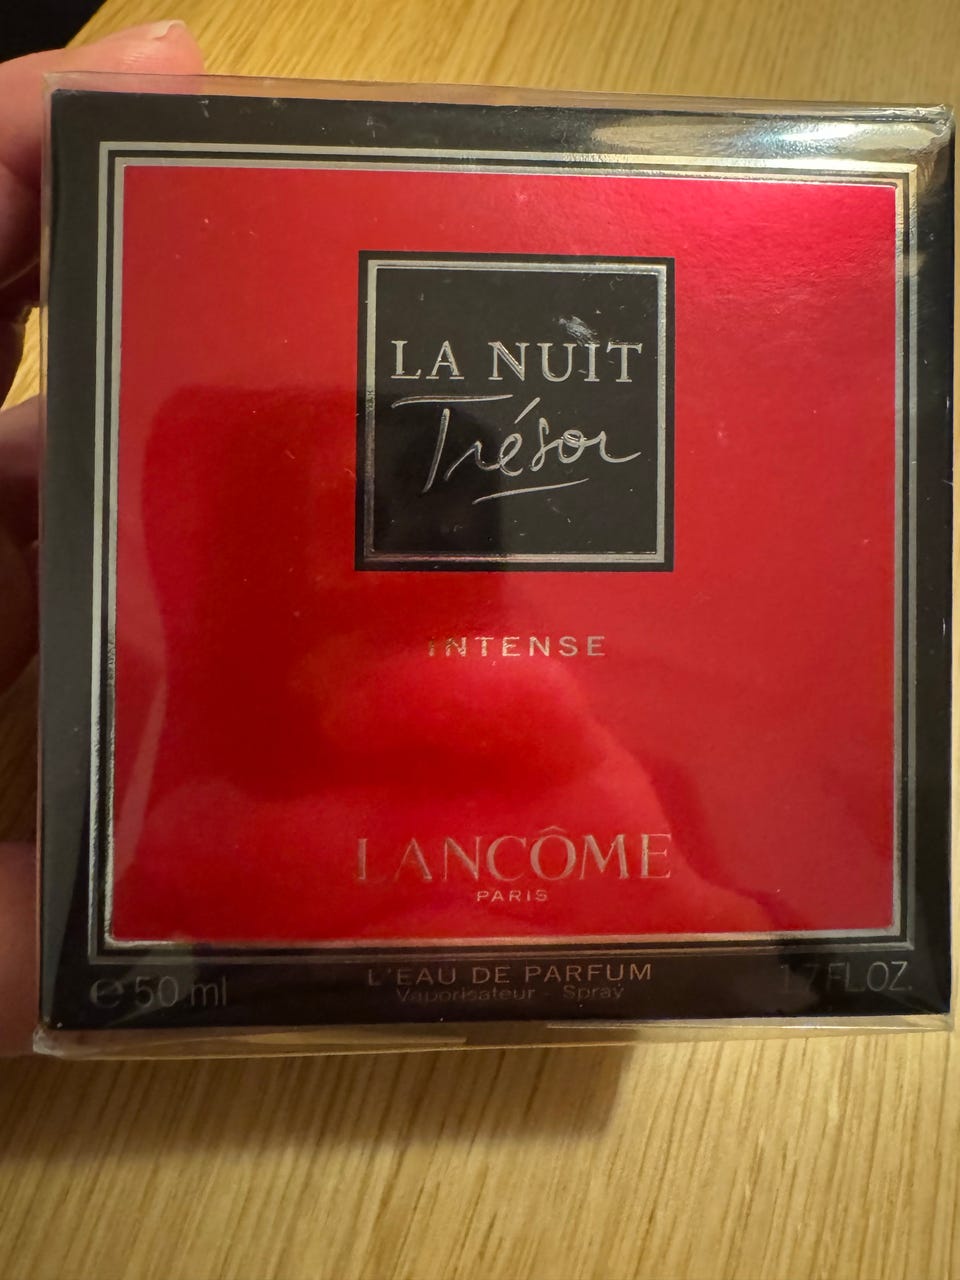 LA NUIT
Trésor
INTENSE
LANCÔME
PARIS
L'EAU DE PARFUM
Vaporisateur - Spray
℮ 50 ml
1.7 FL.OZ.